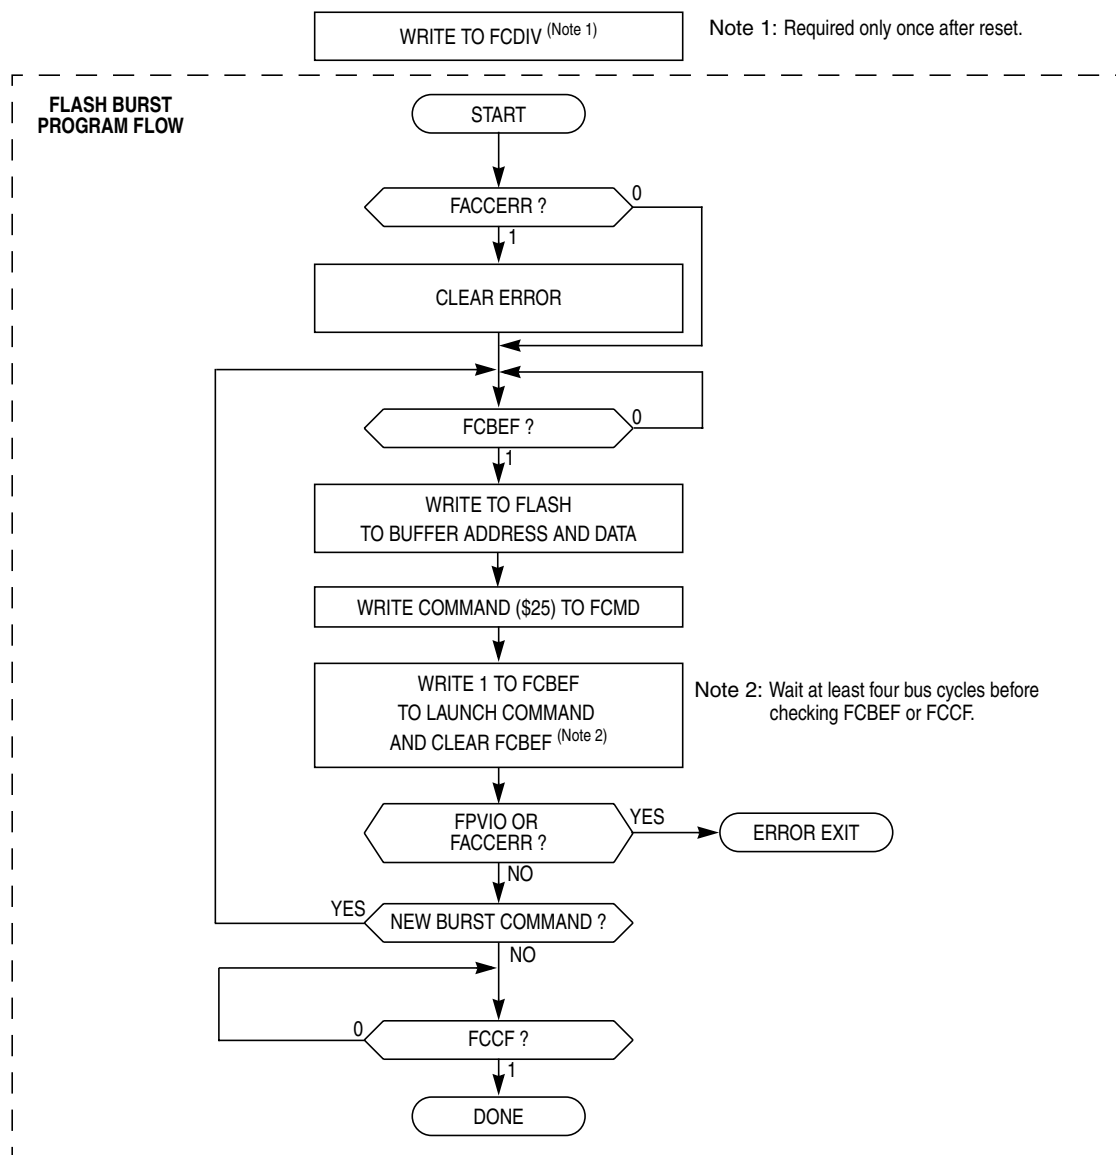 WRITE TO FCDIV (Note 1)
Note 1: Required only once after reset.
FLASH BURST
PROGRAM FLOW
START
FACCERR ?
0
1
CLEAR ERROR
FCBEF ?
0
1
WRITE TO FLASH
TO BUFFER ADDRESS AND DATA
WRITE COMMAND ($25) TO FCMD
WRITE 1 TO FCBEF
TO LAUNCH COMMAND
AND CLEAR FCBEF (Note 2)
Note 2: Wait at least four bus cycles before
checking FCBEF or FCCF.
FPVIO OR
FACCERR ?
YES
ERROR EXIT
NO
YES
NEW BURST COMMAND ?
NO
0
FCCF ?
1
DONE